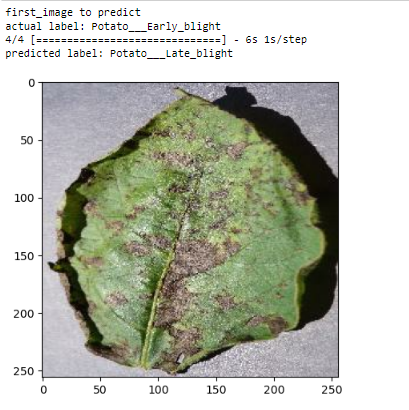 first_image to predict
actual label: Potato___Early_blight
4/4 [==============================] - 6s 1s/step
predicted label: Potato___Late_blight
0
50
100
150
200
250
0 50 100 150 200 250